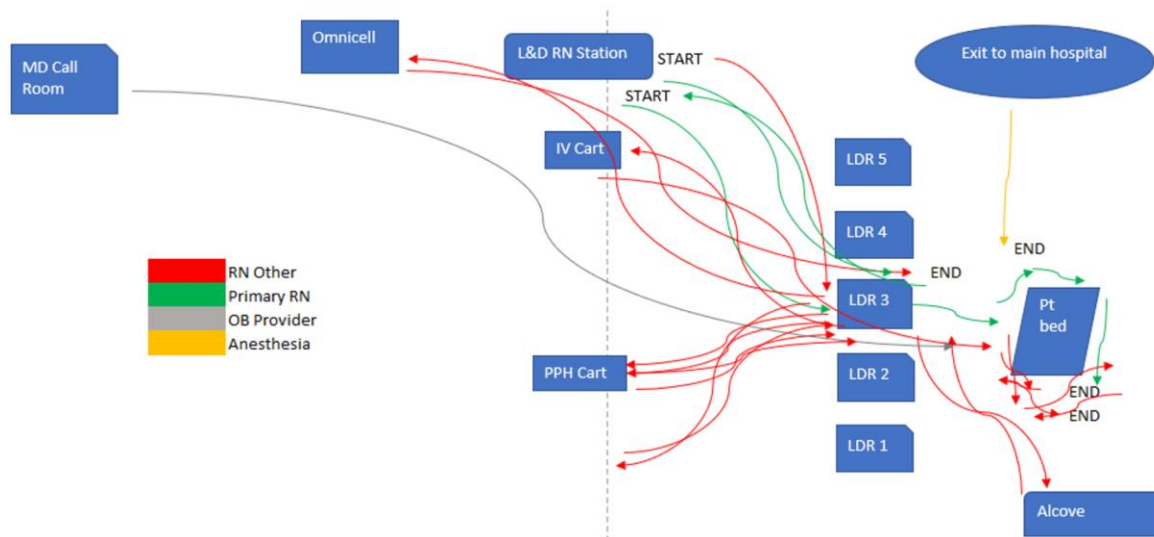 MD Call
Room
Omnicell
L&D RN Station
START
START
Exit to main hospital
IV Cart
LDR 5
LDR 4
END
END
RN Other
Primary RN
OB Provider
Anesthesia
LDR 3
Pt
bed
PPH Cart
LDR 2
END
END
LDR 1
Alcove